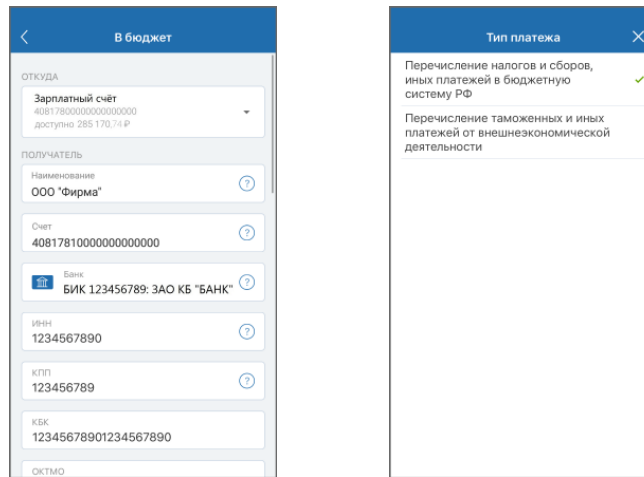 В бюджет
ОТКУДА
Зарплатный счёт
40817800000000000000
доступно 285 170,74 ₽
ПОЛУЧАТЕЛЬ
Наименование
ООО "Фирма"
?
Счет
40817810000000000000
?
Банк
БИК 123456789: ЗАО КБ "БАНК"
?
ИНН
1234567890
?
КПП
123456789
?
КБК
12345678901234567890
ОКТМО
Тип платежа
Перечисление налогов и сборов,
иных платежей в бюджетную
систему РФ
Перечисление таможенных и иных
платежей от внешнеэкономической
деятельности